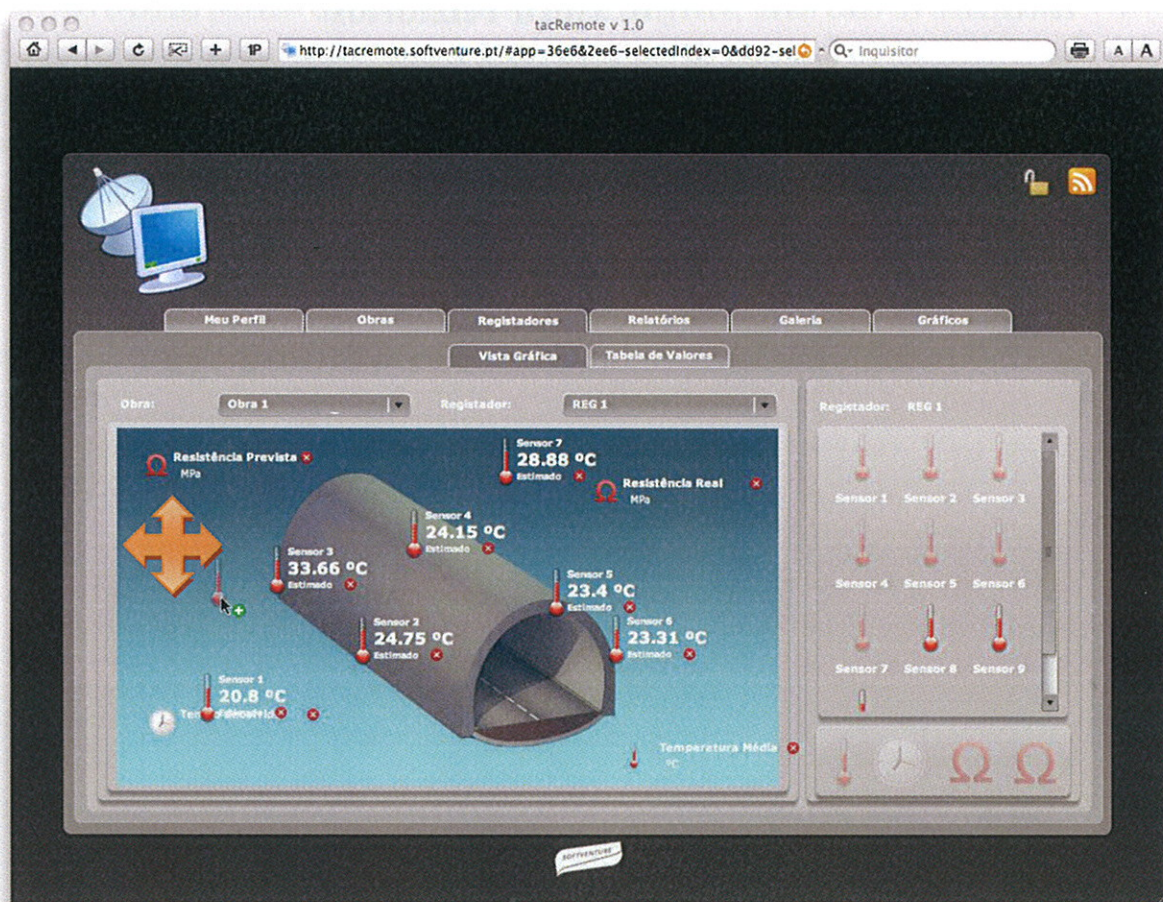 tacRemote v 1.0
1P http://tacremote.softventure.pt/#app=36e6&2ee6-selectedIndex=0&dd92-sel Inquisitor A A
Meu Perfil Obras Registadores Relatórios Galeria Gráficos
Vista Gráfica Tabela de Valores
Obra: Obra 1 Registador: REG 1
Registador: REG 1
Resistência Prevista
MPa
Sensor 7
28.88 ºC
Estimado
Resistência Real
MPa
Sensor 4
24.15 ºC
Estimado
Sensor 3
33.66 ºC
Estimado
Sensor 5
23.4 ºC
Estimado
Sensor 2
24.75 ºC
Estimado
Sensor 6
23.31 ºC
Estimado
Sensor 1
20.8 ºC
Temperatura Média
ºC
Sensor 1 Sensor 2 Sensor 3
Sensor 4 Sensor 5 Sensor 6
Sensor 7 Sensor 8 Sensor 9
SOFTVENTURE